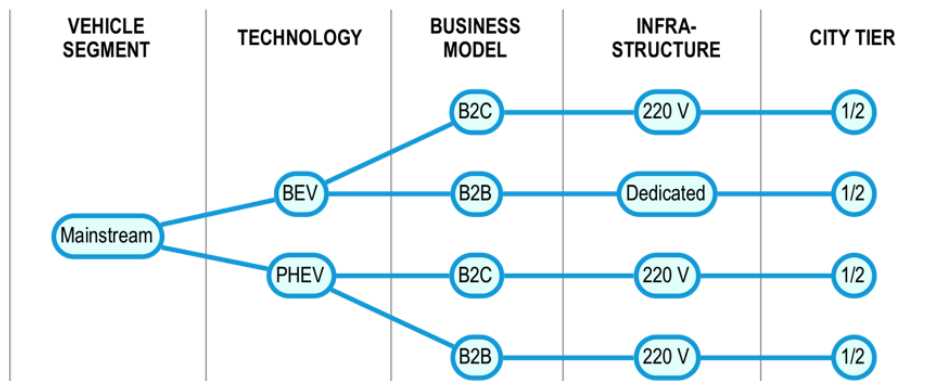 VEHICLE
SEGMENT
TECHNOLOGY
BUSINESS
MODEL
INFRA-
STRUCTURE
CITY TIER
B2C
220 V
1/2
BEV
B2B
Dedicated
1/2
Mainstream
PHEV
B2C
220 V
1/2
B2B
220 V
1/2